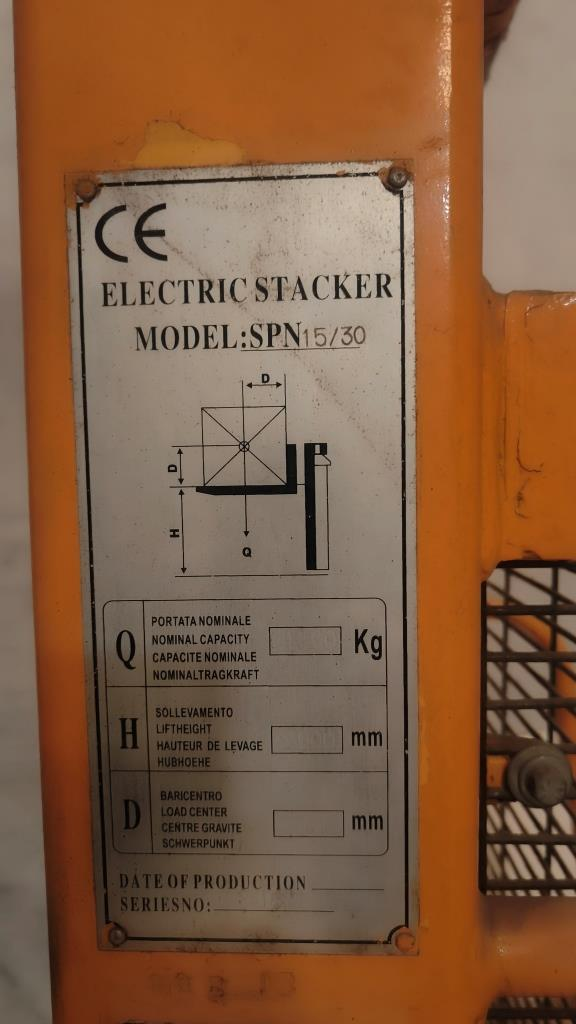 CE
ELECTRIC STACKER
MODEL:SPN15/30
D
D
H
Q
Q
PORTATA NOMINALE
NOMINAL CAPACITY
CAPACITE NOMINALE
NOMINALTRAGKRAFT
Kg
H
SOLLEVAMENTO
LIFTHEIGHT
HAUTEUR DE LEVAGE
HUBHOEHE
mm
D
BARICENTRO
LOAD CENTER
CENTRE GRAVITE
SCHWERPUNKT
mm
DATE OF PRODUCTION
SERIESNO: